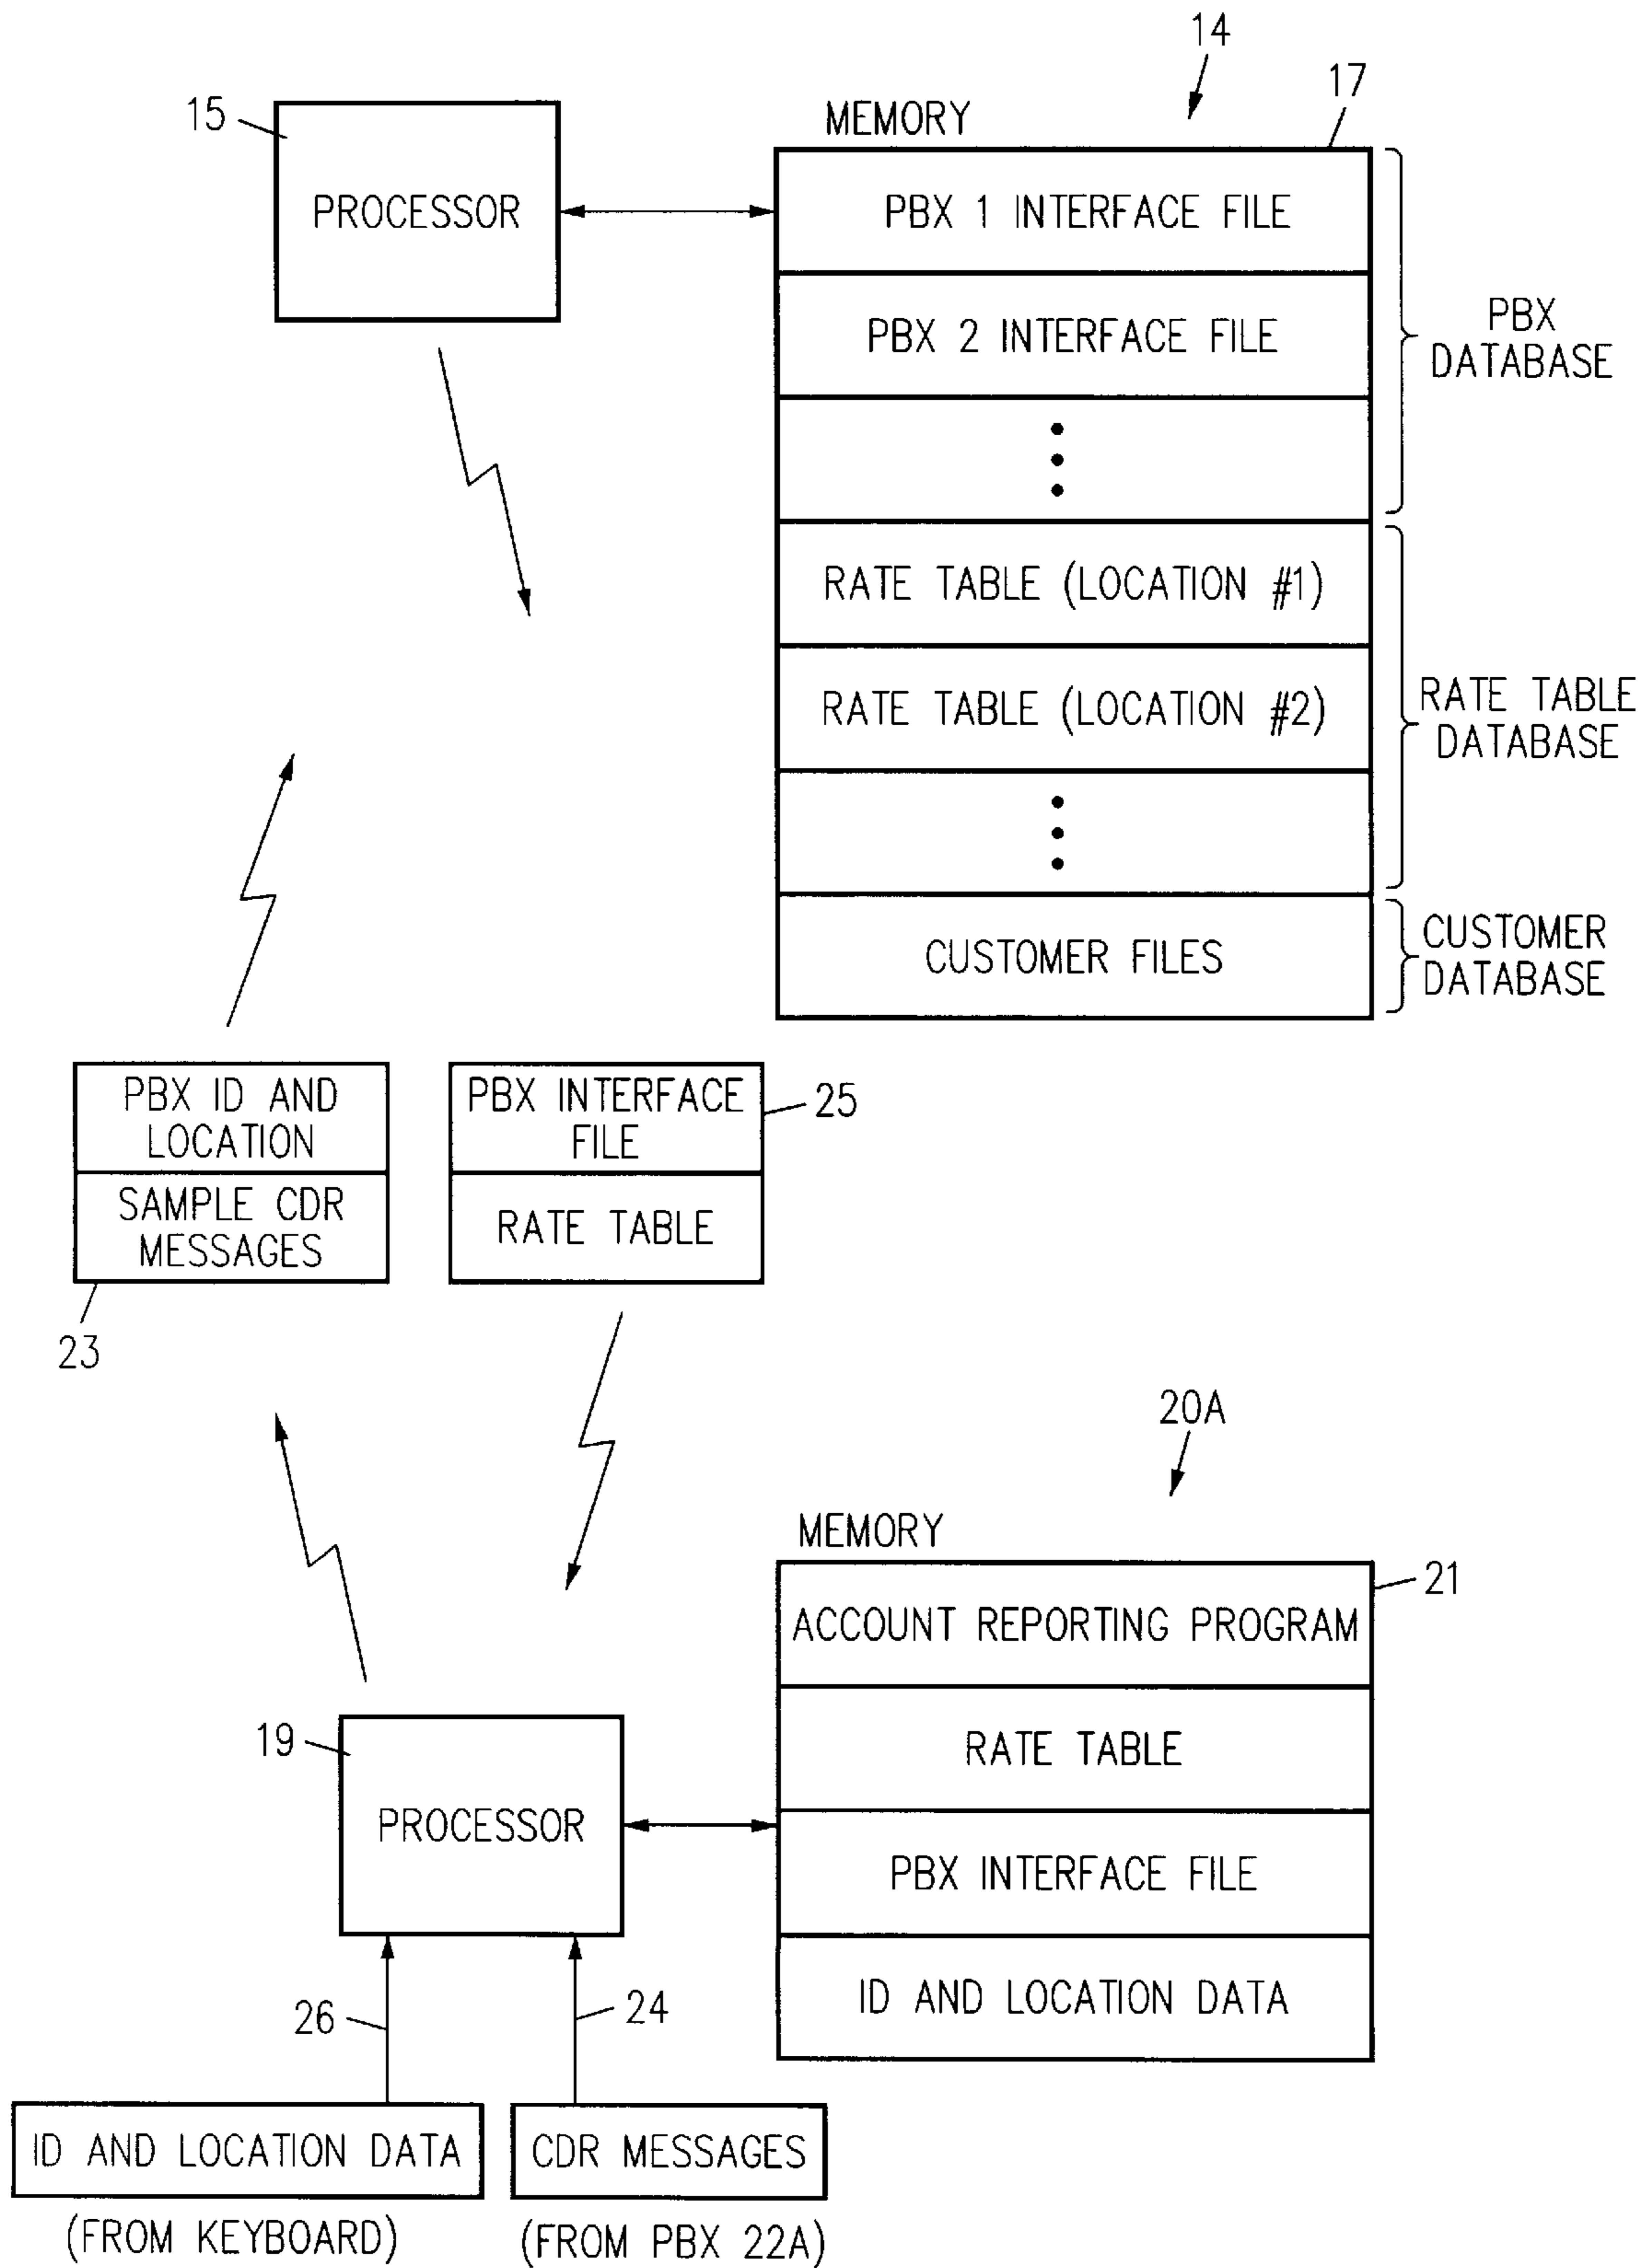 14
17
15
MEMORY
PROCESSOR
PBX 1 INTERFACE FILE
PBX 2 INTERFACE FILE
PBX
DATABASE
RATE TABLE (LOCATION #1)
RATE TABLE (LOCATION #2)
RATE TABLE
DATABASE
CUSTOMER FILES
CUSTOMER
DATABASE
PBX ID AND
LOCATION
SAMPLE CDR
MESSAGES
23
PBX INTERFACE
FILE
RATE TABLE
25
20A
MEMORY
21
ACCOUNT REPORTING PROGRAM
RATE TABLE
PBX INTERFACE FILE
ID AND LOCATION DATA
19
PROCESSOR
26
24
ID AND LOCATION DATA
(FROM KEYBOARD)
CDR MESSAGES
(FROM PBX 22A)